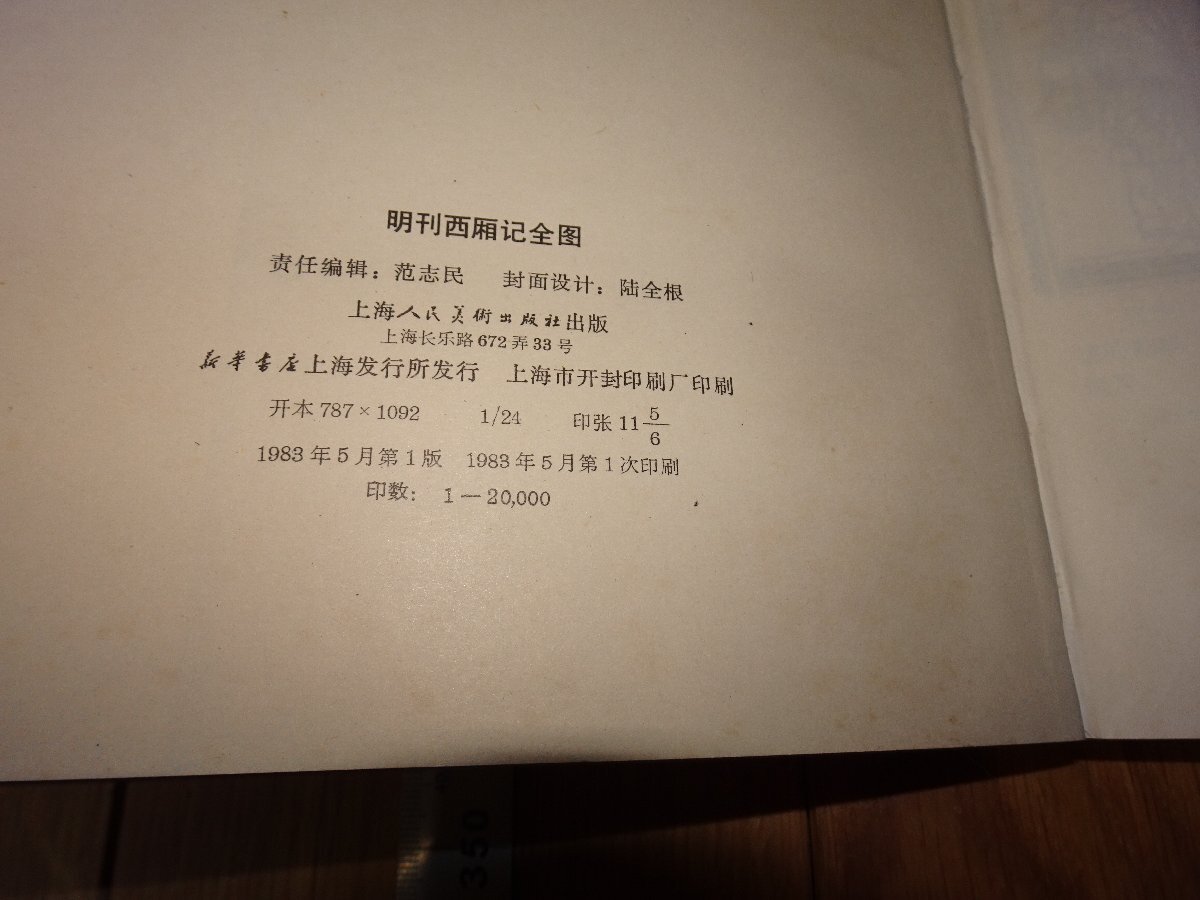 明刊西厢记全图
责任编辑：范志民 封面设计：陆全根
上海人民美術出版社出版
上海长乐路672弄33号
新华書店上海发行所发行 上海市开封印刷厂印刷
开本 787×1092 1/24 印张 11 5/6
1983年5月第1版 1983年5月第1次印刷
印数：1—20,000
350